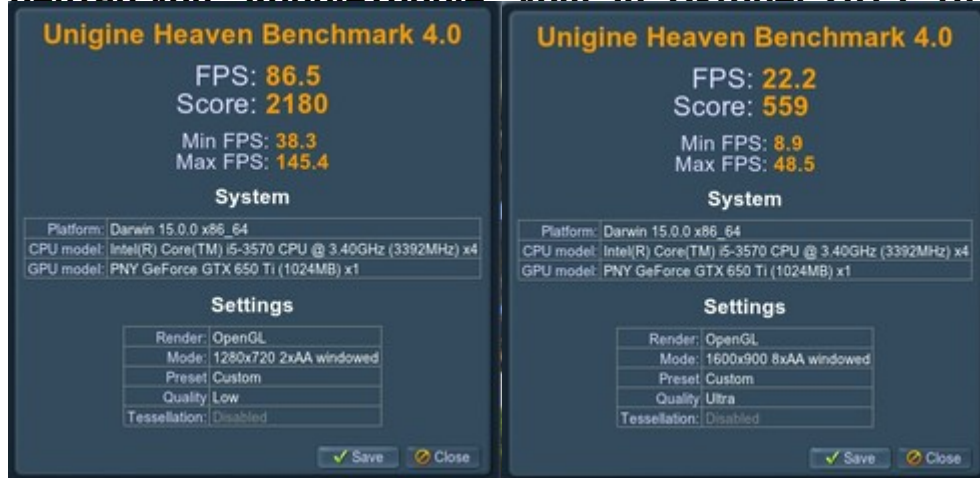 Unigine Heaven Benchmark 4.0
FPS: 86.5
Score: 2180
Min FPS: 38.3
Max FPS: 145.4
System
Platform: Darwin 15.0.0 x86_64
CPU model: Intel(R) Core(TM) i5-3570 CPU @ 3.40GHz (3392MHz) x4
GPU model: PNY GeForce GTX 650 Ti (1024MB) x1
Settings
Render: OpenGL
Mode: 1280x720 2xAA windowed
Preset Custom
Quality Low
Tessellation: Disabled
Save Close
Unigine Heaven Benchmark 4.0
FPS: 22.2
Score: 559
Min FPS: 8.9
Max FPS: 48.5
System
Platform: Darwin 15.0.0 x86_64
CPU model: Intel(R) Core(TM) i5-3570 CPU @ 3.40GHz (3392MHz) x4
GPU model: PNY GeForce GTX 650 Ti (1024MB) x1
Settings
Render: OpenGL
Mode: 1600x900 8xAA windowed
Preset Custom
Quality Ultra
Tessellation: Disabled
Save Close